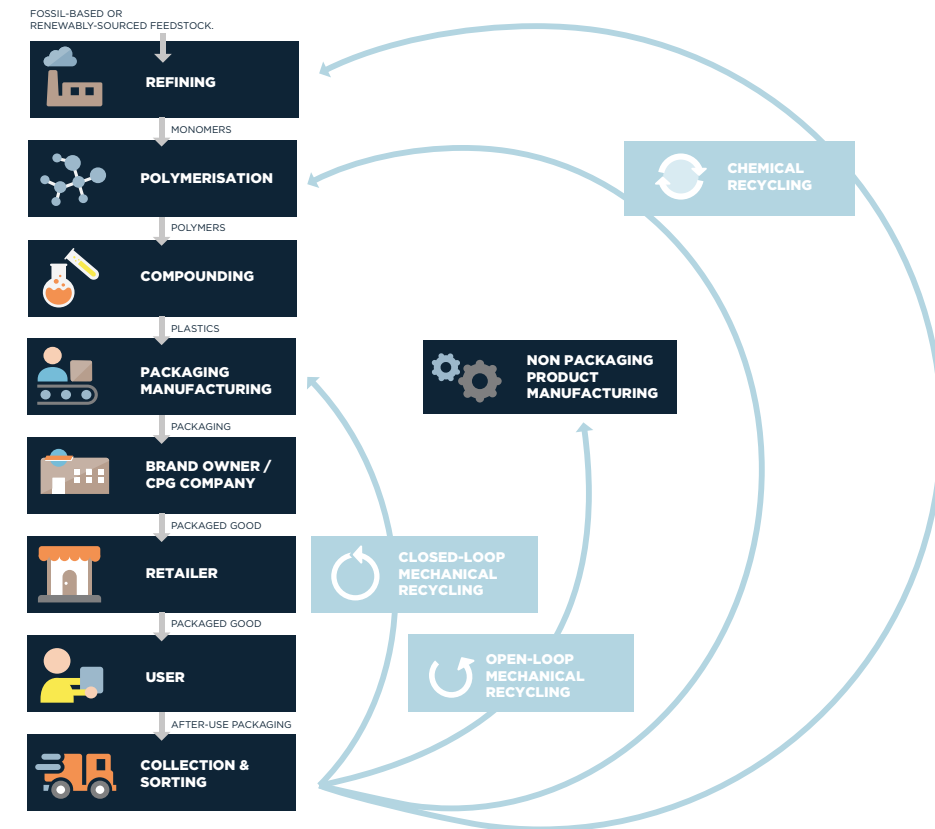 FOSSIL-BASED OR
RENEWABLY-SOURCED FEEDSTOCK.
REFINING
MONOMERS
POLYMERISATION
POLYMERS
COMPOUNDING
PLASTICS
PACKAGING
MANUFACTURING
PACKAGING
BRAND OWNER /
CPG COMPANY
PACKAGED GOOD
RETAILER
PACKAGED GOOD
USER
AFTER-USE PACKAGING
COLLECTION &
SORTING
CHEMICAL
RECYCLING
NON PACKAGING
PRODUCT
MANUFACTURING
CLOSED-LOOP
MECHANICAL
RECYCLING
OPEN-LOOP
MECHANICAL
RECYCLING